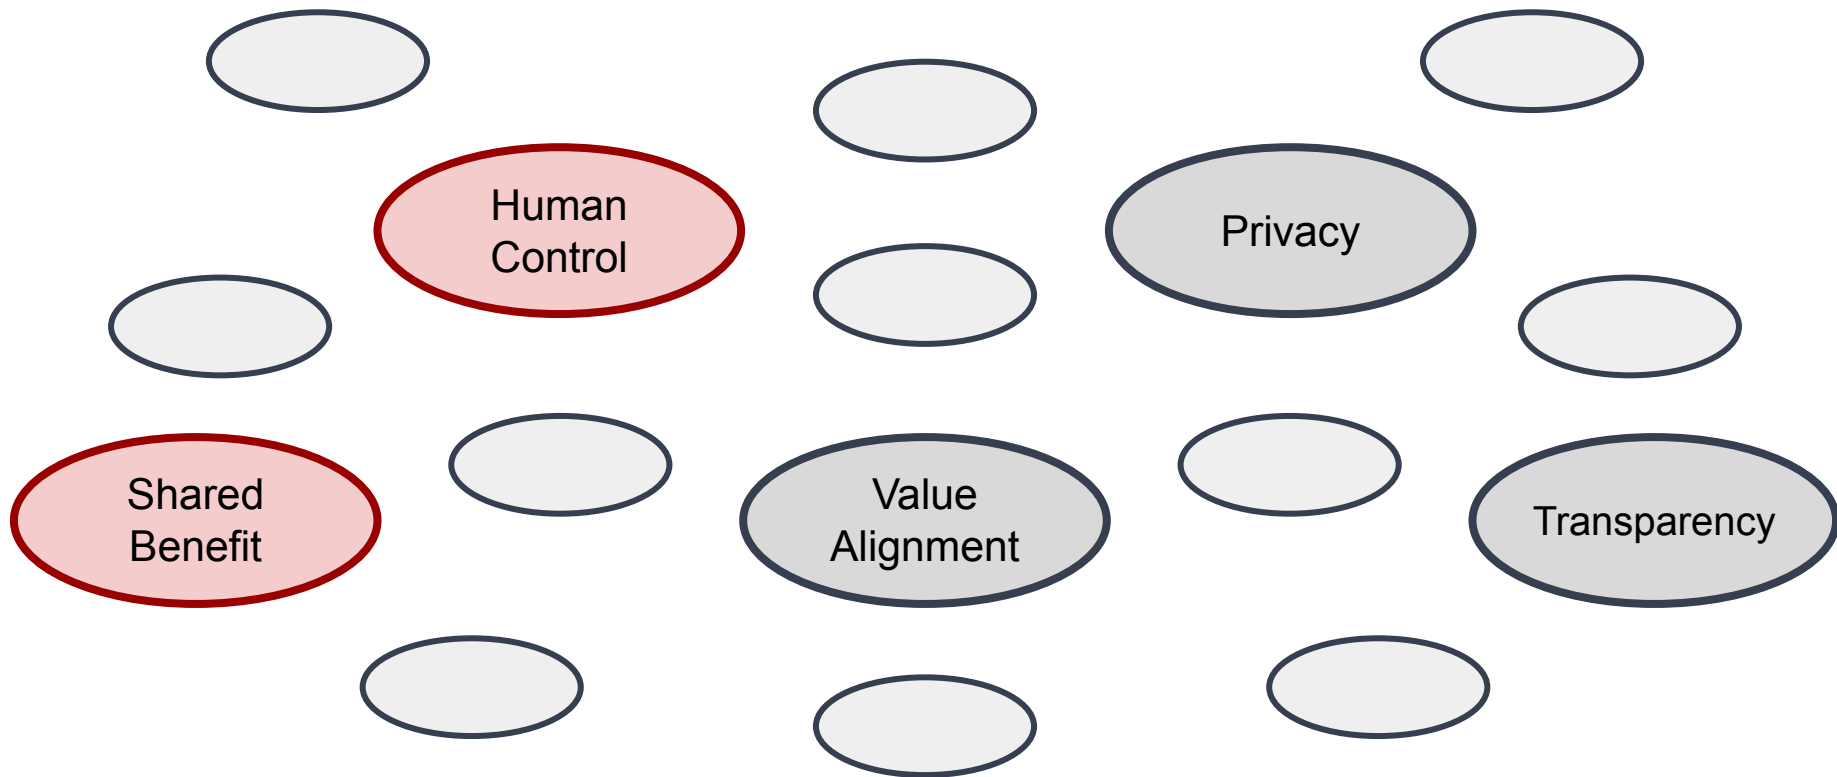 Human
Control
Privacy
Shared
Benefit
Value
Alignment
Transparency